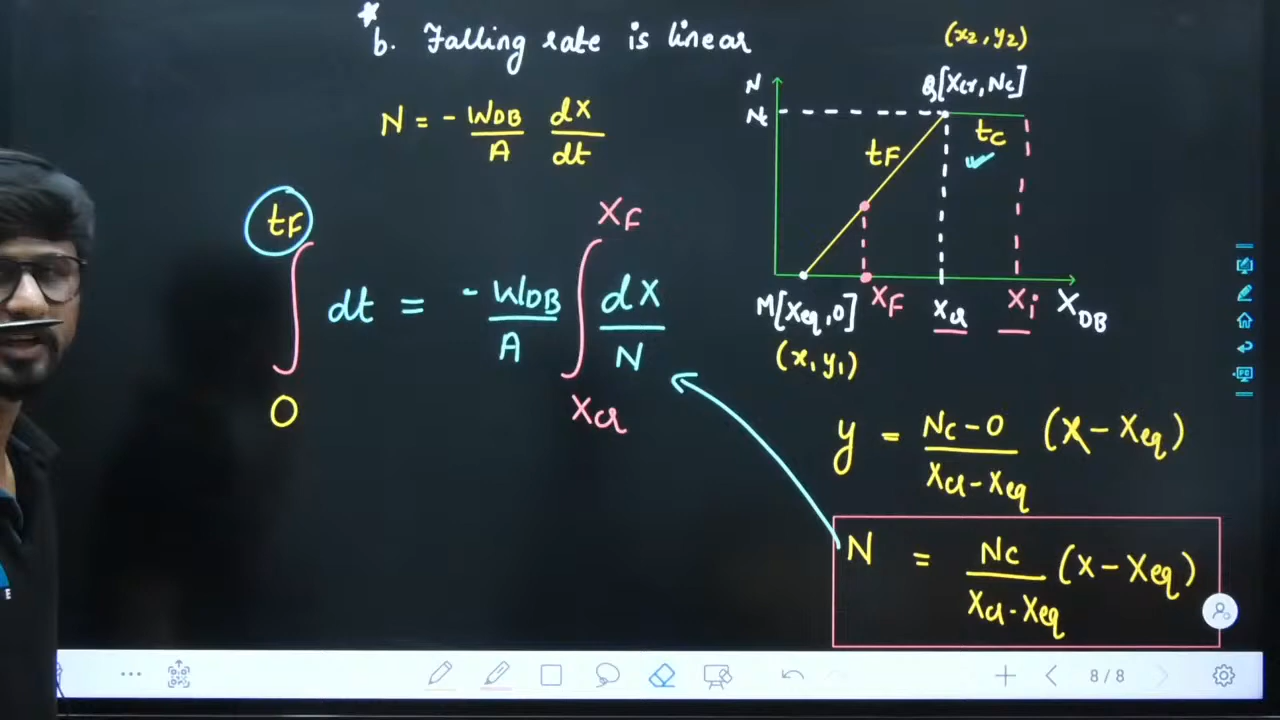 * b. Falling rate is linear
N = - WDB/A dX/dt
tF ∫ 0 dt = - WDB/A ∫ XF Xcr dX/N
(x2, y2)
N
Q[Xcr, Nc]
Nc
tF
tc
M[Xeq, 0]
XF
Xcr
Xi
XDB
(x, y1)
y = Nc - 0 / Xcr - Xeq (X - Xeq)
N = Nc / Xcr - Xeq (X - Xeq)
E
8 / 8